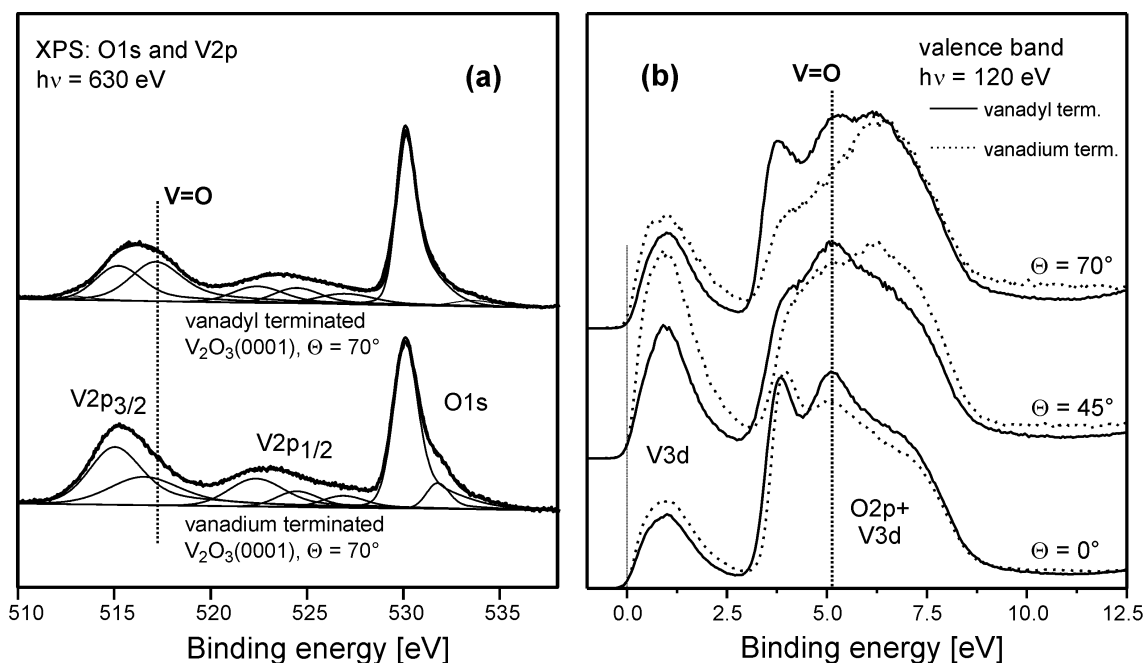 XPS: O1s and V2p
hν = 630 eV
(a)
V=O
vanadyl terminated
V₂O₃(0001), Θ = 70°
V2p₃/₂
V2p₁/₂
O1s
vanadium terminated
V₂O₃(0001), Θ = 70°
510 515 520 525 530 535
Binding energy [eV]
(b)
V=O
valence band
hν = 120 eV
vanadyl term.
vanadium term.
Θ = 70°
Θ = 45°
V3d
O2p+
V3d
Θ = 0°
0.0 2.5 5.0 7.5 10.0 12.5
Binding energy [eV]